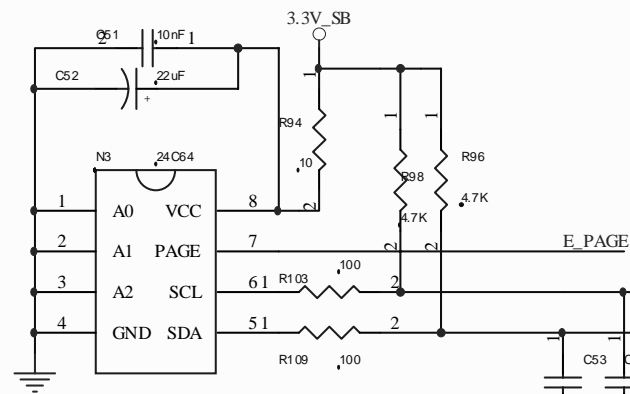 3.3V_SB
C51 2 10nF 1
C52 22uF +
1 1 1
R94
N3 24C64
R98 R96
10
4.7K 4.7K
2 2 2
1 A0 VCC 8
2 A1 PAGE 7 E_PAGE
3 A2 SCL 6 1 R103 100 2
4 GND SDA 5 1 R109 100 2
1 C53 1 C